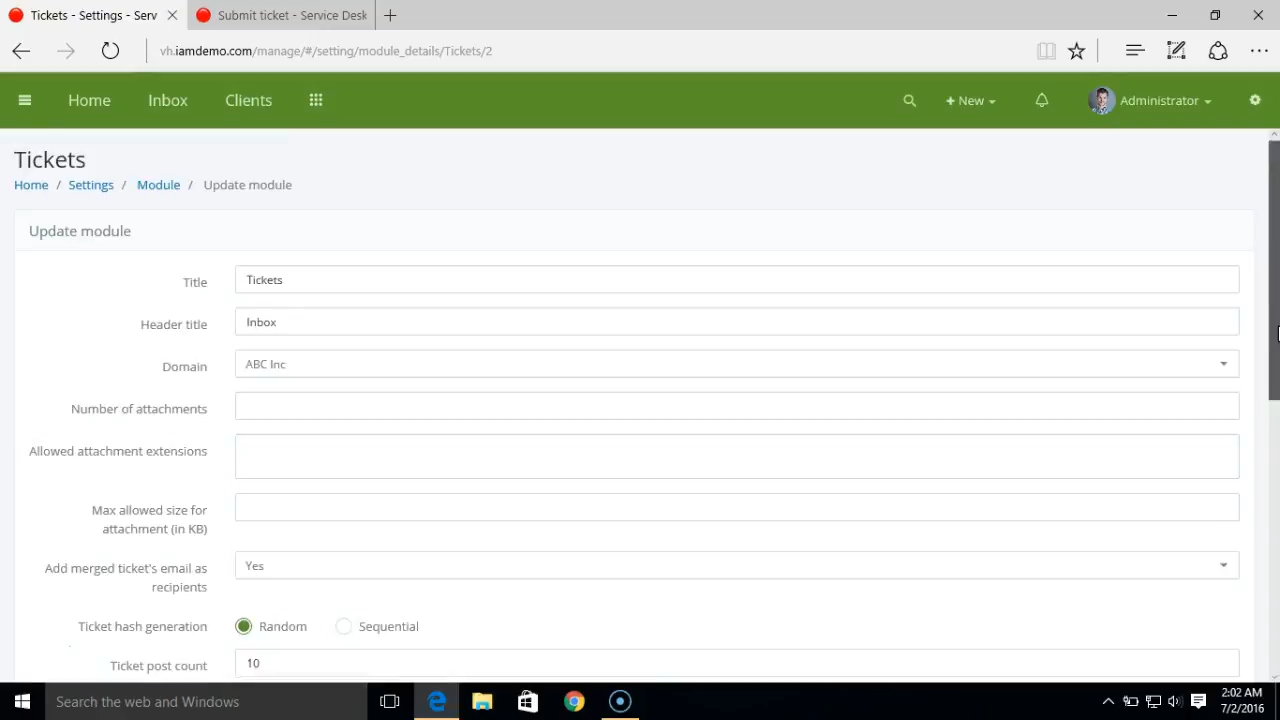 Tickets - Settings - Serv
Submit ticket - Service Desk
vh.iamdemo.com/manage/#/setting/module_details/Tickets/2
Home Inbox Clients + New Administrator
Tickets
Home / Settings / Module / Update module
Update module
Title Tickets
Header title Inbox
Domain ABC Inc
Number of attachments
Allowed attachment extensions
Max allowed size for
attachment (in KB)
Add merged ticket's email as Yes
recipients
Ticket hash generation Random Sequential
Ticket post count 10
Search the web and Windows
2:02 AM
7/2/2016